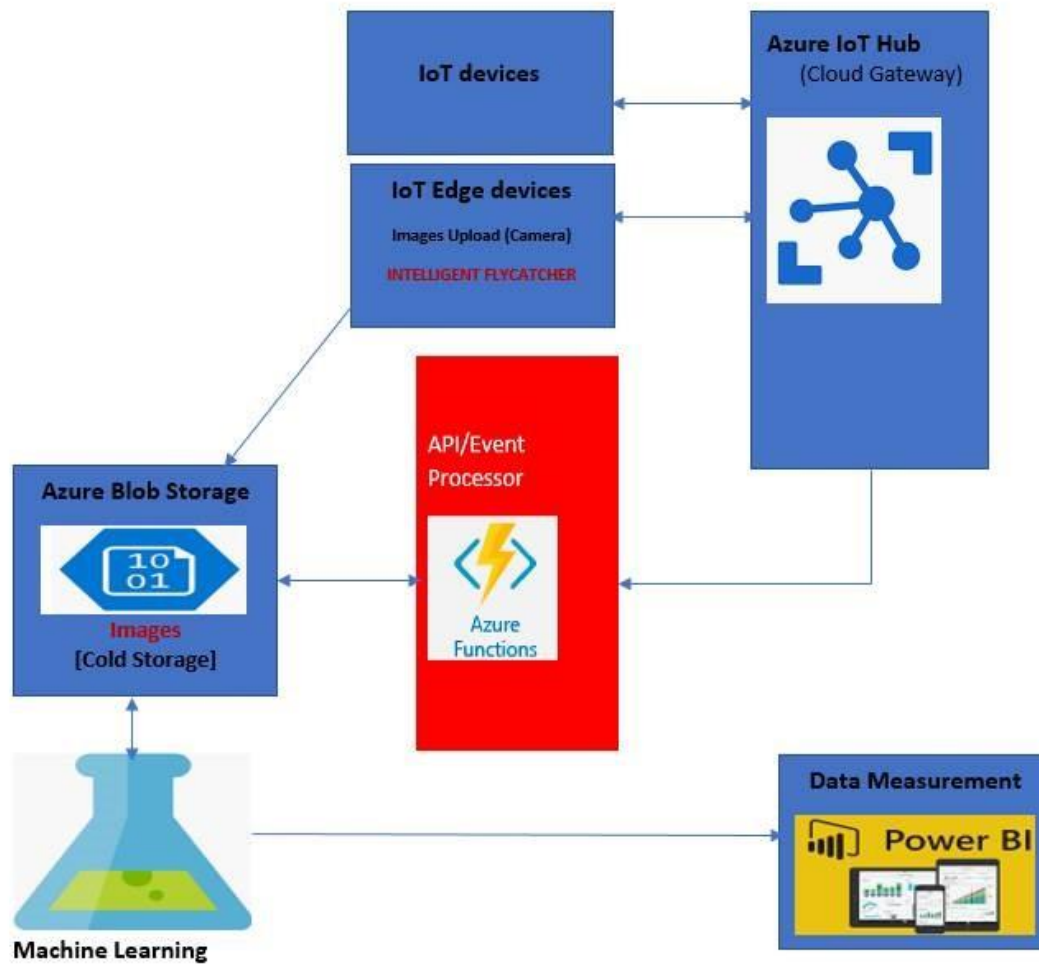 IoT devices
Azure IoT Hub
(Cloud Gateway)
IoT Edge devices
Images Upload (Camera)
INTELLIGENT FLYCATCHER
API/Event
Processor
Azure
Functions
Azure Blob Storage
10
01
Images
[Cold Storage]
Machine Learning
Data Measurement
Power BI